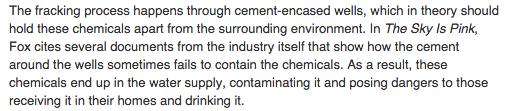 The fracking process happens through cement-encased wells, which in theory should
hold these chemicals apart from the surrounding environment. In The Sky Is Pink,
Fox cites several documents from the industry itself that show how the cement
around the wells sometimes fails to contain the chemicals. As a result, these
chemicals end up in the water supply, contaminating it and posing dangers to those
receiving it in their homes and drinking it.